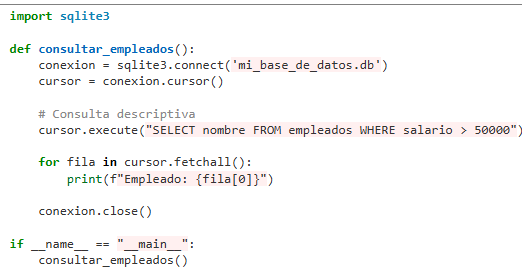 import sqlite3

def consultar_empleados():
    conexion = sqlite3.connect('mi_base_de_datos.db')
    cursor = conexion.cursor()

    # Consulta descriptiva
    cursor.execute("SELECT nombre FROM empleados WHERE salario > 50000")

    for fila in cursor.fetchall():
        print(f"Empleado: {fila[0]}")

    conexion.close()

if __name__ == "__main__":
    consultar_empleados()